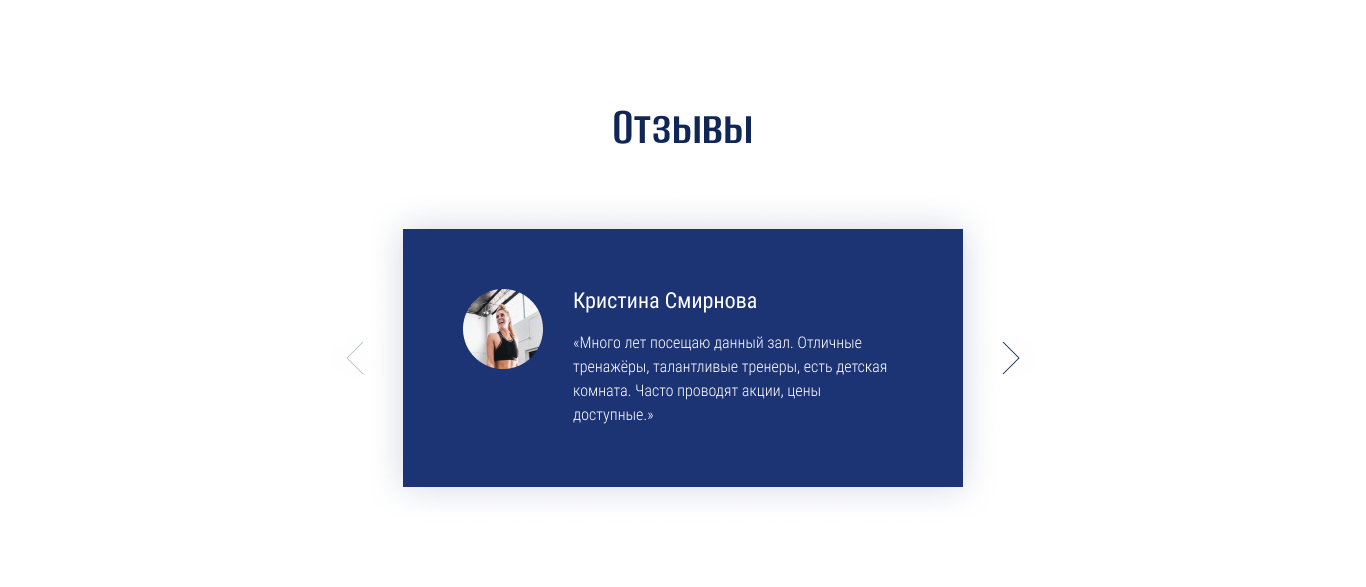 Отзывы
Кристина Смирнова
«Много лет посещаю данный зал. Отличные
тренажёры, талантливые тренеры, есть детская
комната. Часто проводят акции, цены
доступные.»